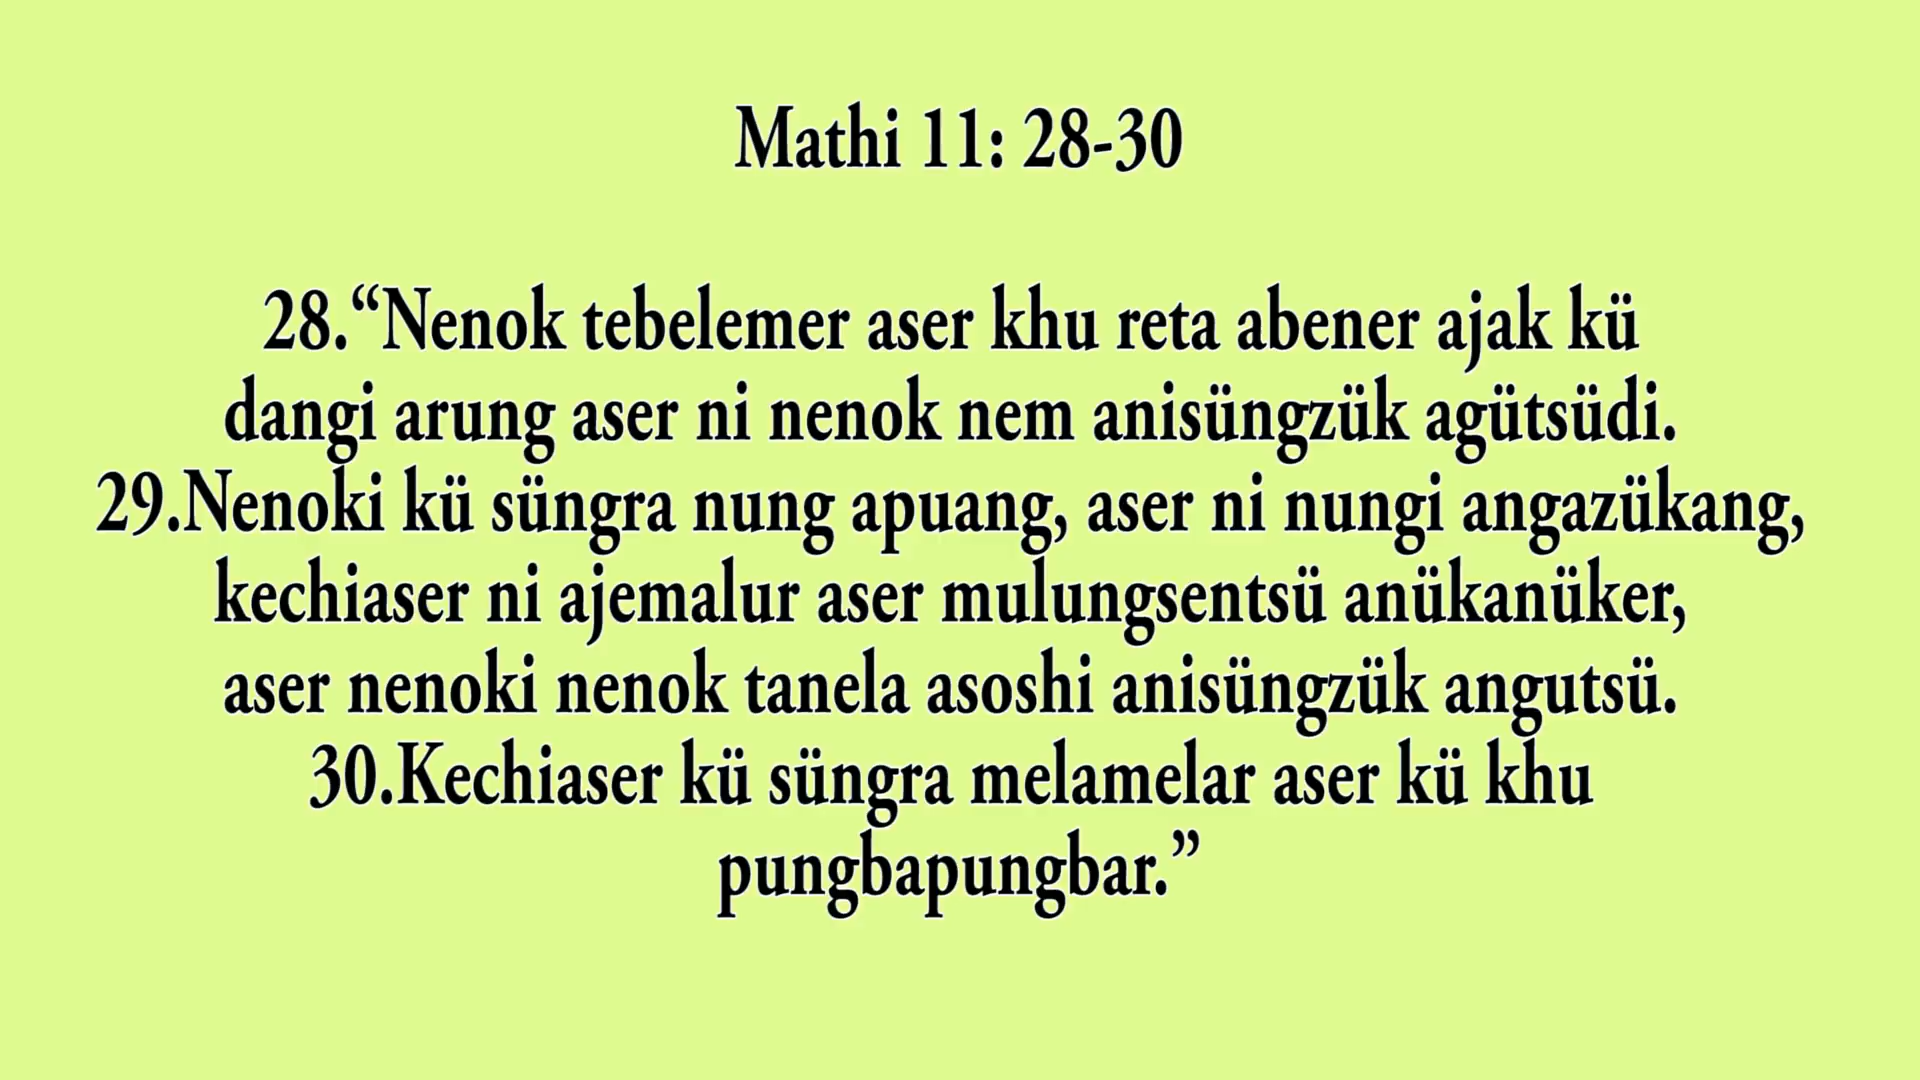 Mathi 11: 28-30
28.“Nenok tebelemer aser khu reta abener ajak kü
dangi arung aser ni nenok nem anisüngzük agütsüdi.
29.Nenoki kü süngra nung apuang, aser ni nungi angazükang,
kechiaser ni ajemalur aser mulungsentsü anükanüker,
aser nenoki nenok tanela asoshi anisüngzük angutsü.
30.Kechiaser kü süngra melamelar aser kü khu
pungbapungbar.”